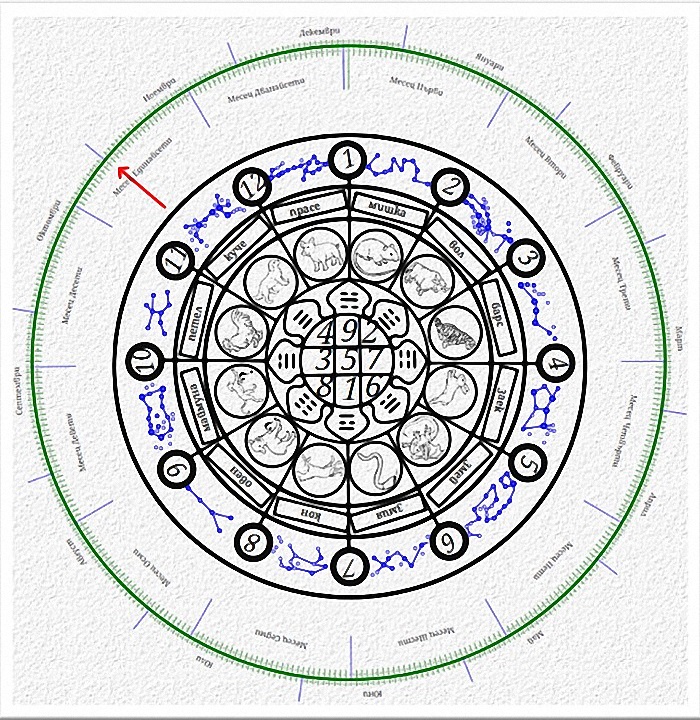 Декември
Януари
Февруари
Март
Април
Май
Юни
Юли
Август
Септември
Октомври
Ноември
Месец Първи
Месец Втори
Месец Трети
Месец Четвърти
Месец Пети
Месец Шести
Месец Седми
Месец Осми
Месец Девети
Месец Десети
Месец Единайсети
Месец Дванайсети
1
2
3
4
5
6
7
8
9
10
11
12
мишка
вол
барс
заек
змей
змия
кон
овен
маймуна
петел
куче
прасе
4 9 2
3 5 7
8 1 6